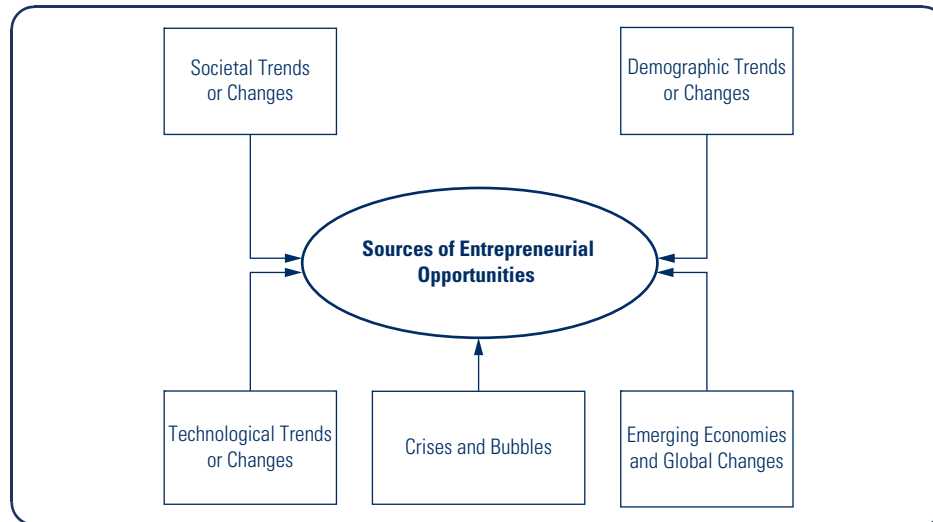 Societal Trends
or Changes
Demographic Trends
or Changes
Sources of Entrepreneurial
Opportunities
Technological Trends
or Changes
Crises and Bubbles
Emerging Economies
and Global Changes